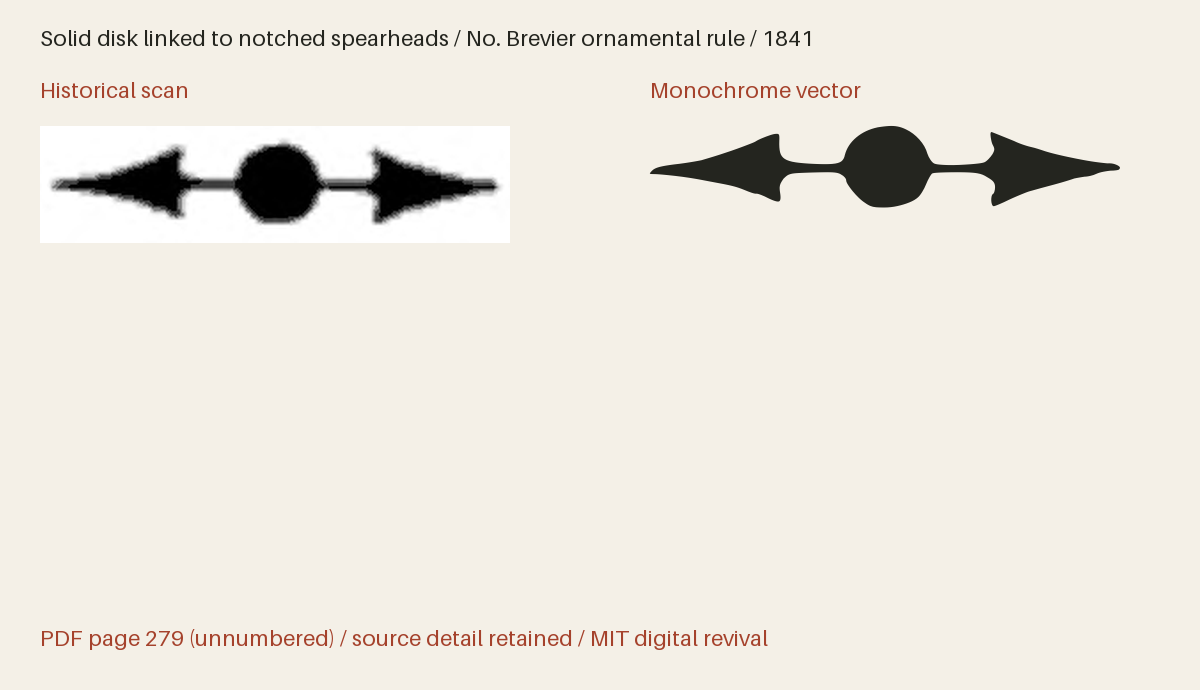 Solid disk linked to notched spearheads / No. Brevier ornamental rule / 1841
Historical scan
Monochrome vector
PDF page 279 (unnumbered) / source detail retained / MIT digital revival